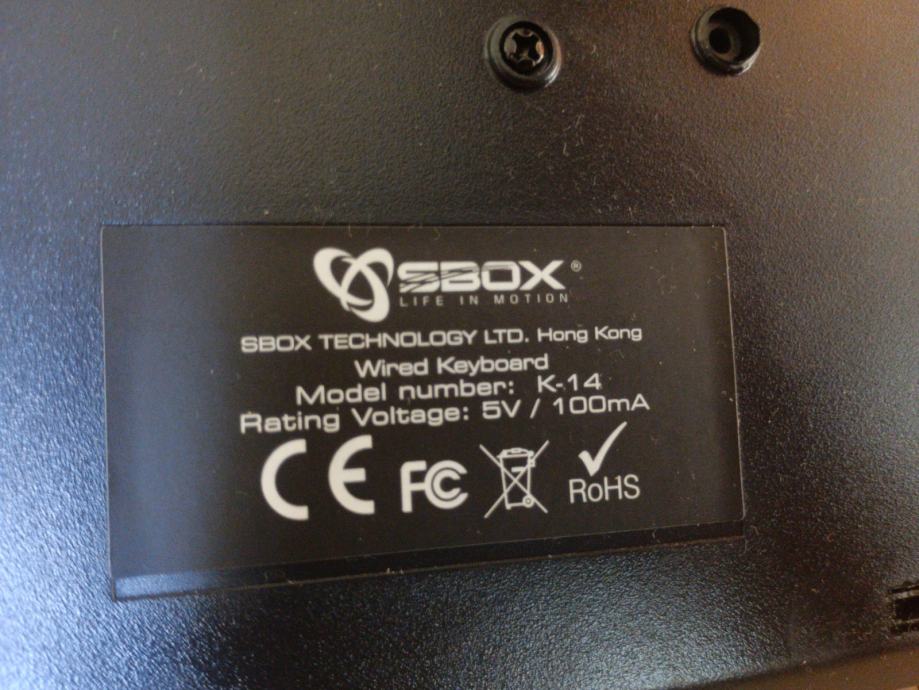 SBOX®
LIFE IN MOTION
SBOX TECHNOLOGY LTD. Hong Kong
Wired Keyboard
Model number: K-14
Rating Voltage: 5V / 100mA
CE FC RoHS